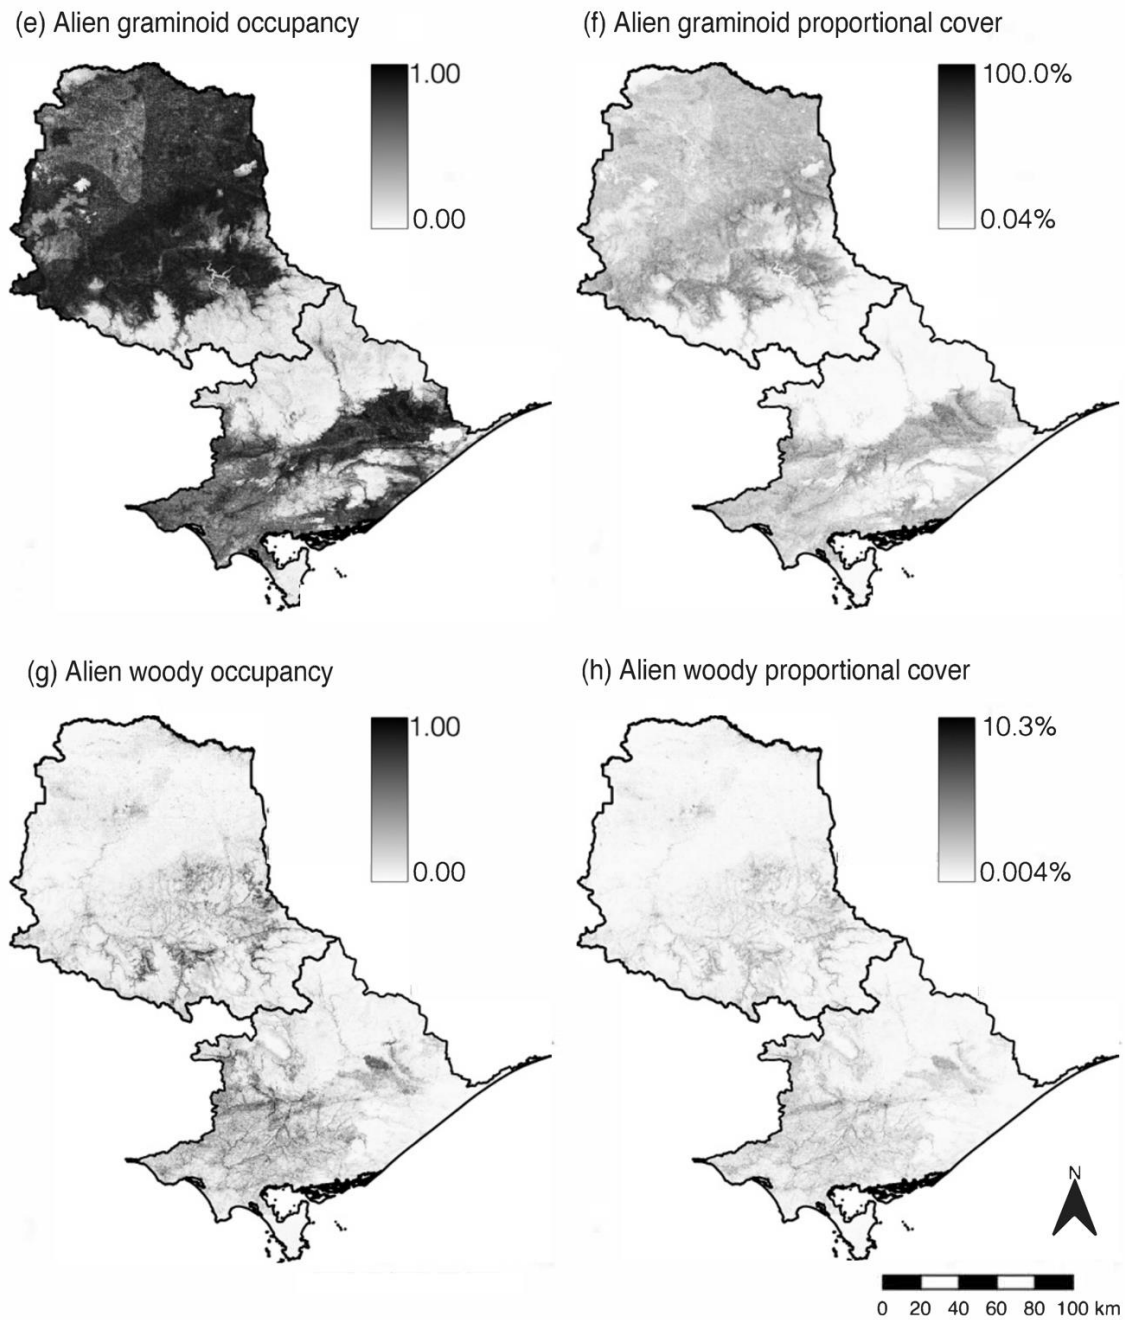 (e) Alien graminoid occupancy
(f) Alien graminoid proportional cover
1.00
0.00
100.0%
0.04%
(g) Alien woody occupancy
(h) Alien woody proportional cover
1.00
0.00
10.3%
0.004%
N
0 20 40 60 80 100 km